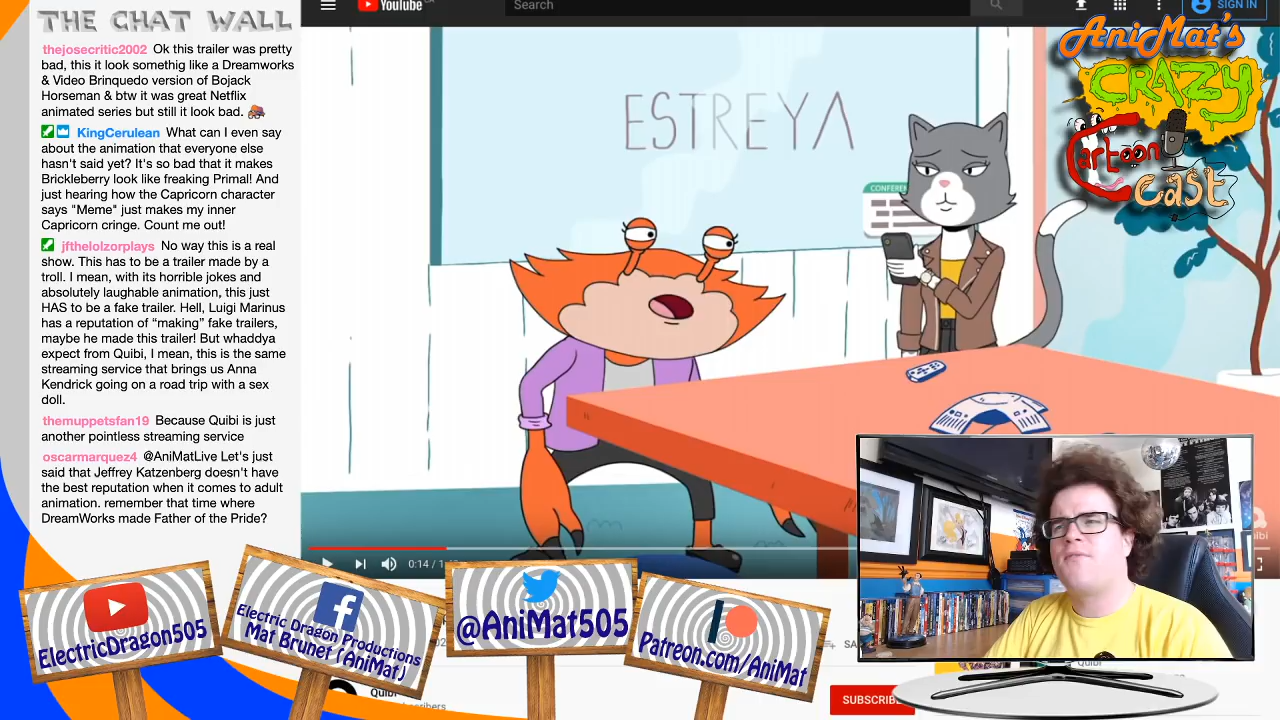 THE CHAT WALL
thejosecritic2002 Ok this trailer was pretty
bad, this it look somethig like a Dreamworks
& Video Brinquedo version of Bojack
Horseman & btw it was great Netflix
animated series but still it look bad.
KingCerulean What can I even say
about the animation that everyone else
hasn't said yet? It's so bad that it makes
Brickleberry look like freaking Primal! And
just hearing how the Capricorn character
says "Meme" just makes my inner
Capricorn cringe. Count me out!
jfthelolzorplays No way this is a real
show. This has to be a trailer made by a
troll. I mean, with its horrible jokes and
absolutely laughable animation, this just
HAS to be a fake trailer. Hell, Luigi Marinus
has a reputation of “making” fake trailers,
maybe he made this trailer! But whaddya
expect from Quibi, I mean, this is the same
streaming service that brings us Anna
Kendrick going on a road trip with a sex
doll.
themuppetsfan19 Because Quibi is just
another pointless streaming service
oscarmarquez4 @AniMatLive Let's just
said that Jeffrey Katzenberg doesn't have
the best reputation when it comes to adult
animation. remember that time where
DreamWorks made Father of the Pride?
YouTube
Search
SIGN IN
AniMat's
CRAZY
Cartoon
Cast
ESTREYA
CONFER
0:14
ElectricDragon505
Electric Dragon Productions
Mat Brunet (AniMat)
@AniMat505
Patreon.com/AniMat
Quibi
SUBSCRIBE
Quibi